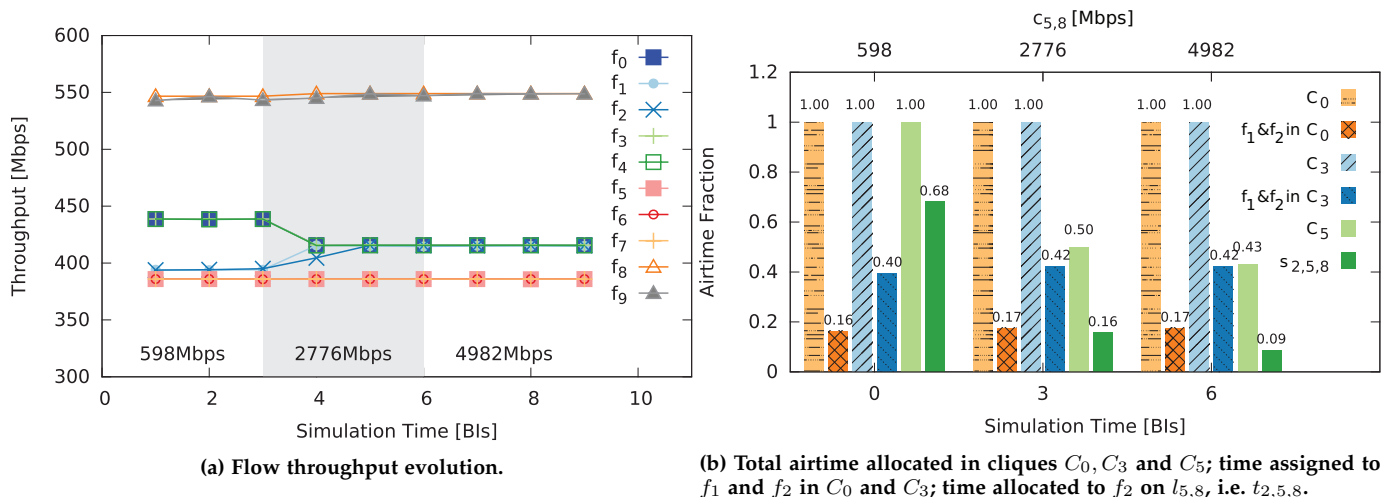 600
550
500
450
400
350
300
0
2
4
6
8
10
Throughput [Mbps]
Simulation Time [BIs]
598Mbps
2776Mbps
4982Mbps
f0
f1
f2
f3
f4
f5
f6
f7
f8
f9
(a) Flow throughput evolution.
c5,8 [Mbps]
598
2776
4982
1.2
1
0.8
0.6
0.4
0.2
0
Airtime Fraction
1.00
0.16
1.00
0.40
1.00
0.68
1.00
0.17
1.00
0.42
0.50
0.16
1.00
0.17
1.00
0.42
0.43
0.09
C0
f1&f2 in C0
C3
f1&f2 in C3
C5
s2,5,8
0
3
6
Simulation Time [BIs]
(b) Total airtime allocated in cliques C0, C3 and C5; time assigned to
f1 and f2 in C0 and C3; time allocated to f2 on l5,8, i.e. t2,5,8.